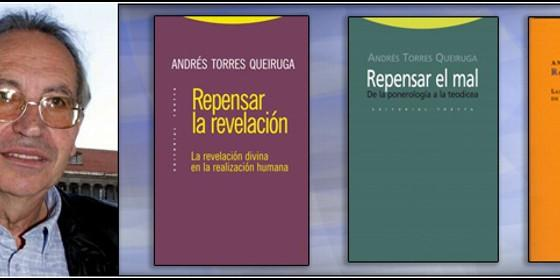 ANDRÉS TORRES QUEIRUGA
Repensar
la revelación
La revelación divina
en la realización humana
EDITORIAL TROTTA
ANDRÉS TORRES QUEIRUGA
Repensar el mal
De la ponerología a la teodicea
EDITORIAL TROTTA